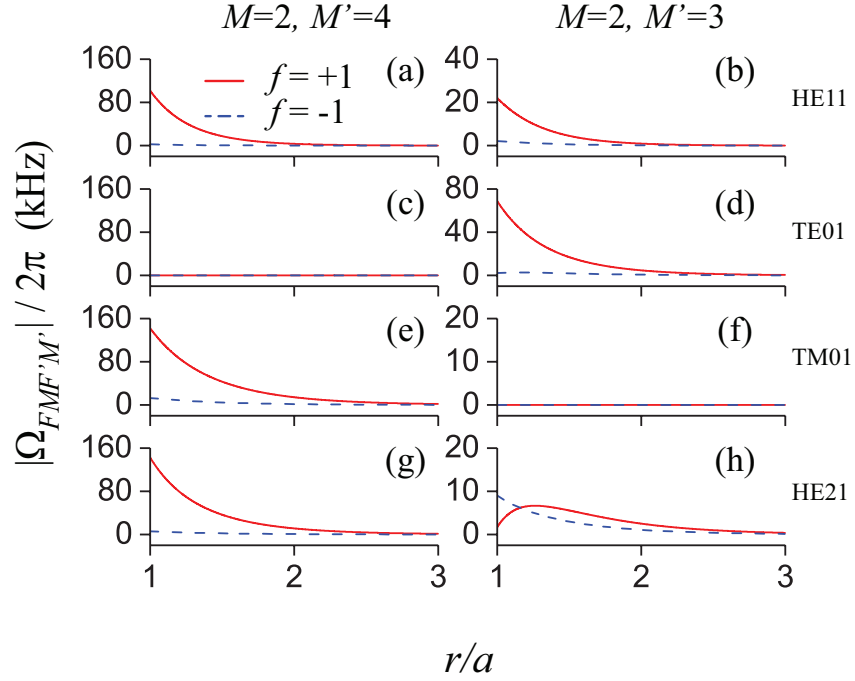 M=2, M'=4 M=2, M'=3
160 (a) 40 (b) HE11
f = +1
80 20
f = -1
0 0
160 (c) 80 (d) TE01
80 40
0 0
160 (e) 20 (f) TM01
80 10
0 0
160 (g) 20 (h) HE21
80 10
0 0
1 2 3 1 2 3
r/a
|Ω_{FMF'M'}| / 2π (kHz)